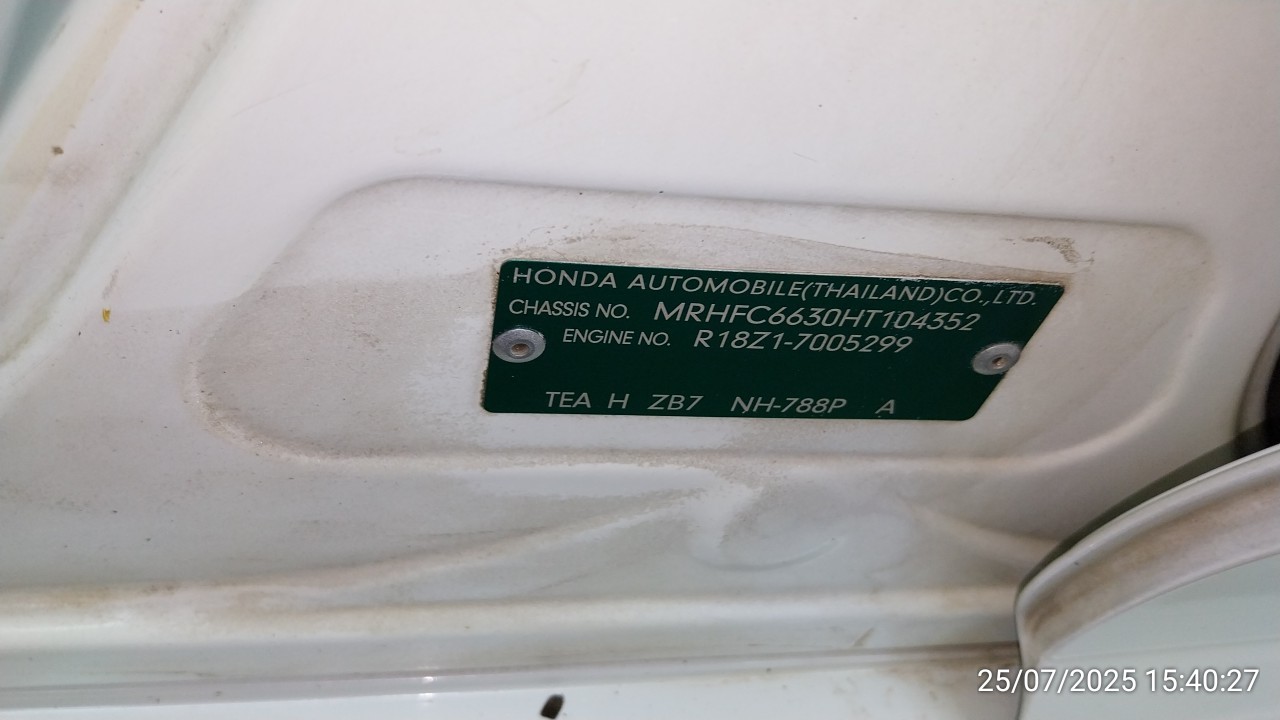 HONDA AUTOMOBILE(THAILAND)CO.,LTD.
CHASSIS NO. MRHFC6630HT104352
ENGINE NO. R18Z1-7005299
TEA H ZB7 NH-788P A
25/07/2025 15:40:27